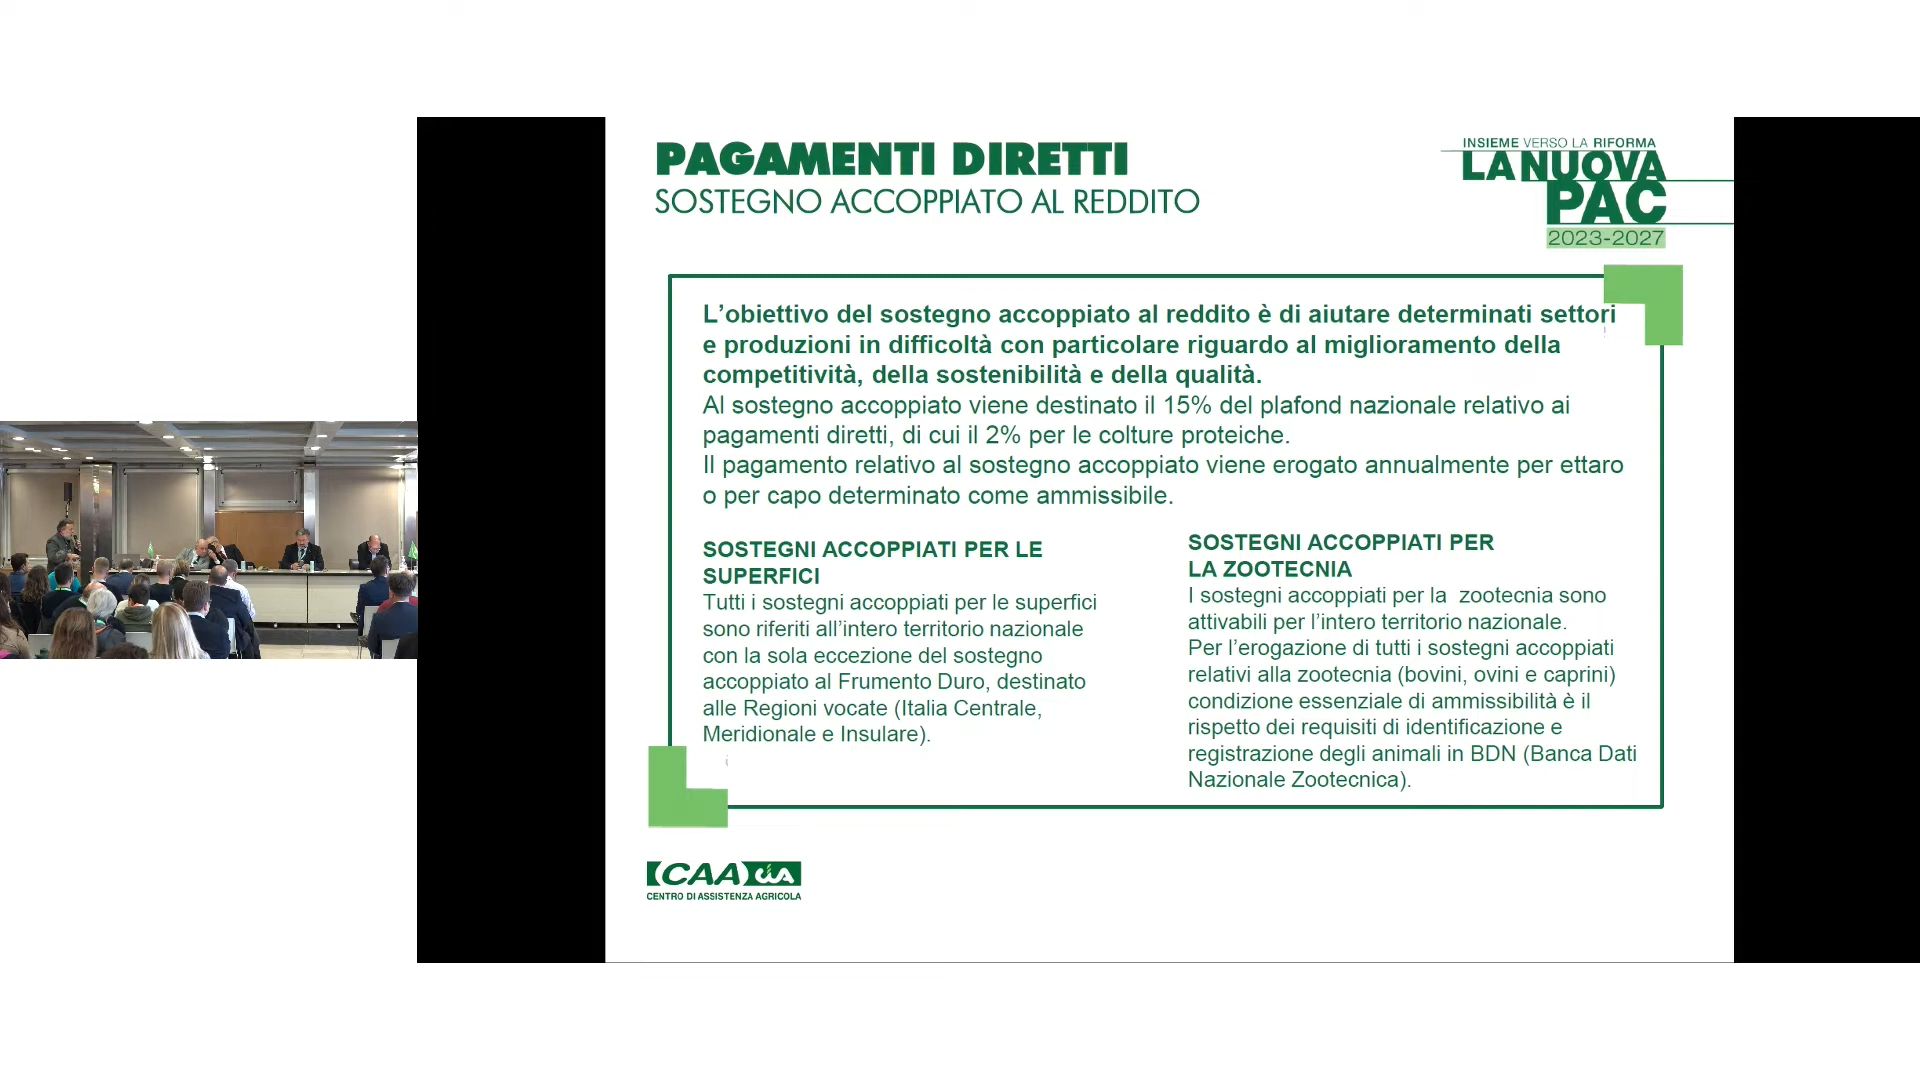 PAGAMENTI DIRETTI
SOSTEGNO ACCOPPIATO AL REDDITO
INSIEME VERSO LA RIFORMA
LA NUOVA
PAC
2023-2027
L’obiettivo del sostegno accoppiato al reddito è di aiutare determinati settori
e produzioni in difficoltà con particolare riguardo al miglioramento della
competitività, della sostenibilità e della qualità.
Al sostegno accoppiato viene destinato il 15% del plafond nazionale relativo ai
pagamenti diretti, di cui il 2% per le colture proteiche.
Il pagamento relativo al sostegno accoppiato viene erogato annualmente per ettaro
o per capo determinato come ammissibile.
SOSTEGNI ACCOPPIATI PER LE
SUPERFICI
Tutti i sostegni accoppiati per le superfici
sono riferiti all’intero territorio nazionale
con la sola eccezione del sostegno
accoppiato al Frumento Duro, destinato
alle Regioni vocate (Italia Centrale,
Meridionale e Insulare).
SOSTEGNI ACCOPPIATI PER
LA ZOOTECNIA
I sostegni accoppiati per la zootecnia sono
attivabili per l’intero territorio nazionale.
Per l’erogazione di tutti i sostegni accoppiati
relativi alla zootecnia (bovini, ovini e caprini)
condizione essenziale di ammissibilità è il
rispetto dei requisiti di identificazione e
registrazione degli animali in BDN (Banca Dati
Nazionale Zootecnica).
CAA CIA
CENTRO DI ASSISTENZA AGRICOLA